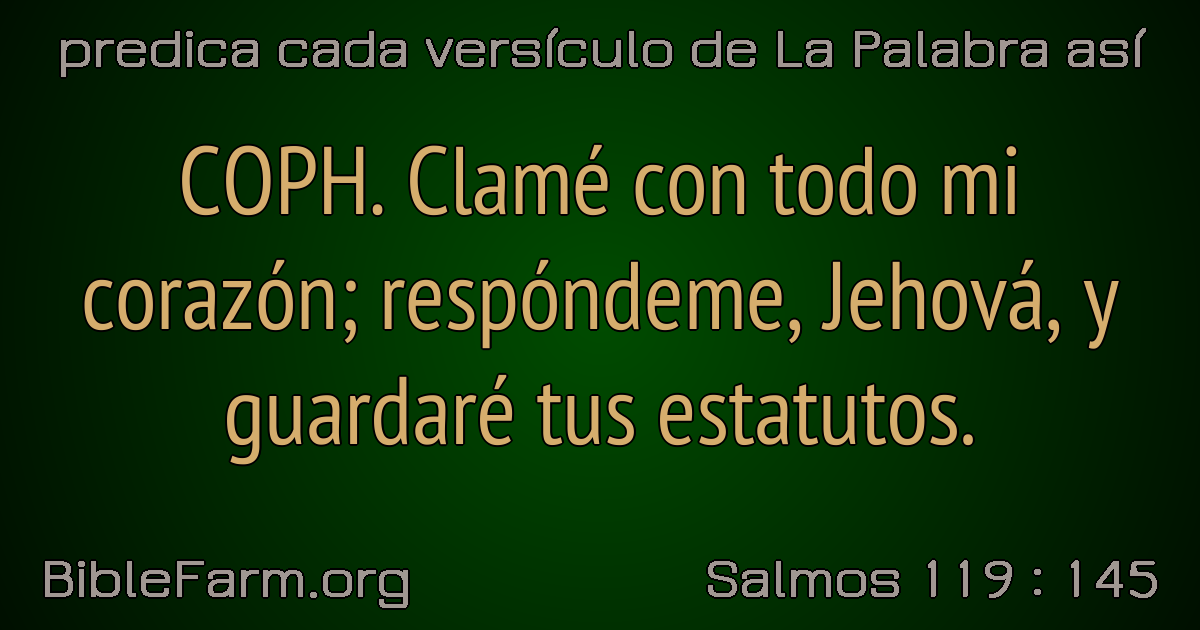 predica cada versículo de La Palabra así
COPH. Clamé con todo mi
corazón; respóndeme, Jehová, y
guardaré tus estatutos.
BibleFarm.org
Salmos 119 : 145